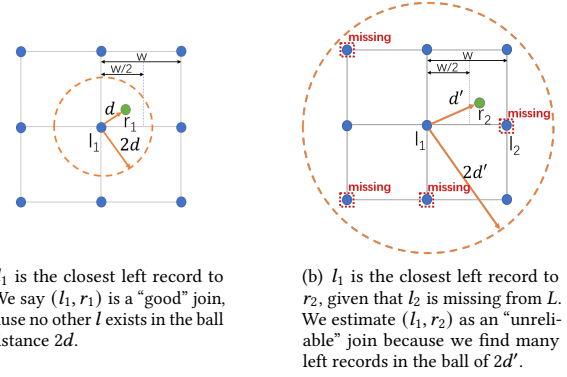 w
w/2
d
r1
l1
2d
missing
w
w/2
d′
missing
r2
l1
l2
2d′
missing
missing
is the closest left record to
We say (l1, r1) is a “good” join,
no other l exists in the ball
2d.
(b) l1 is the closest left record to
r2, given that l2 is missing from L.
We estimate (l1, r2) as an “unreli-
able” join because we find many
left records in the ball of 2d′.